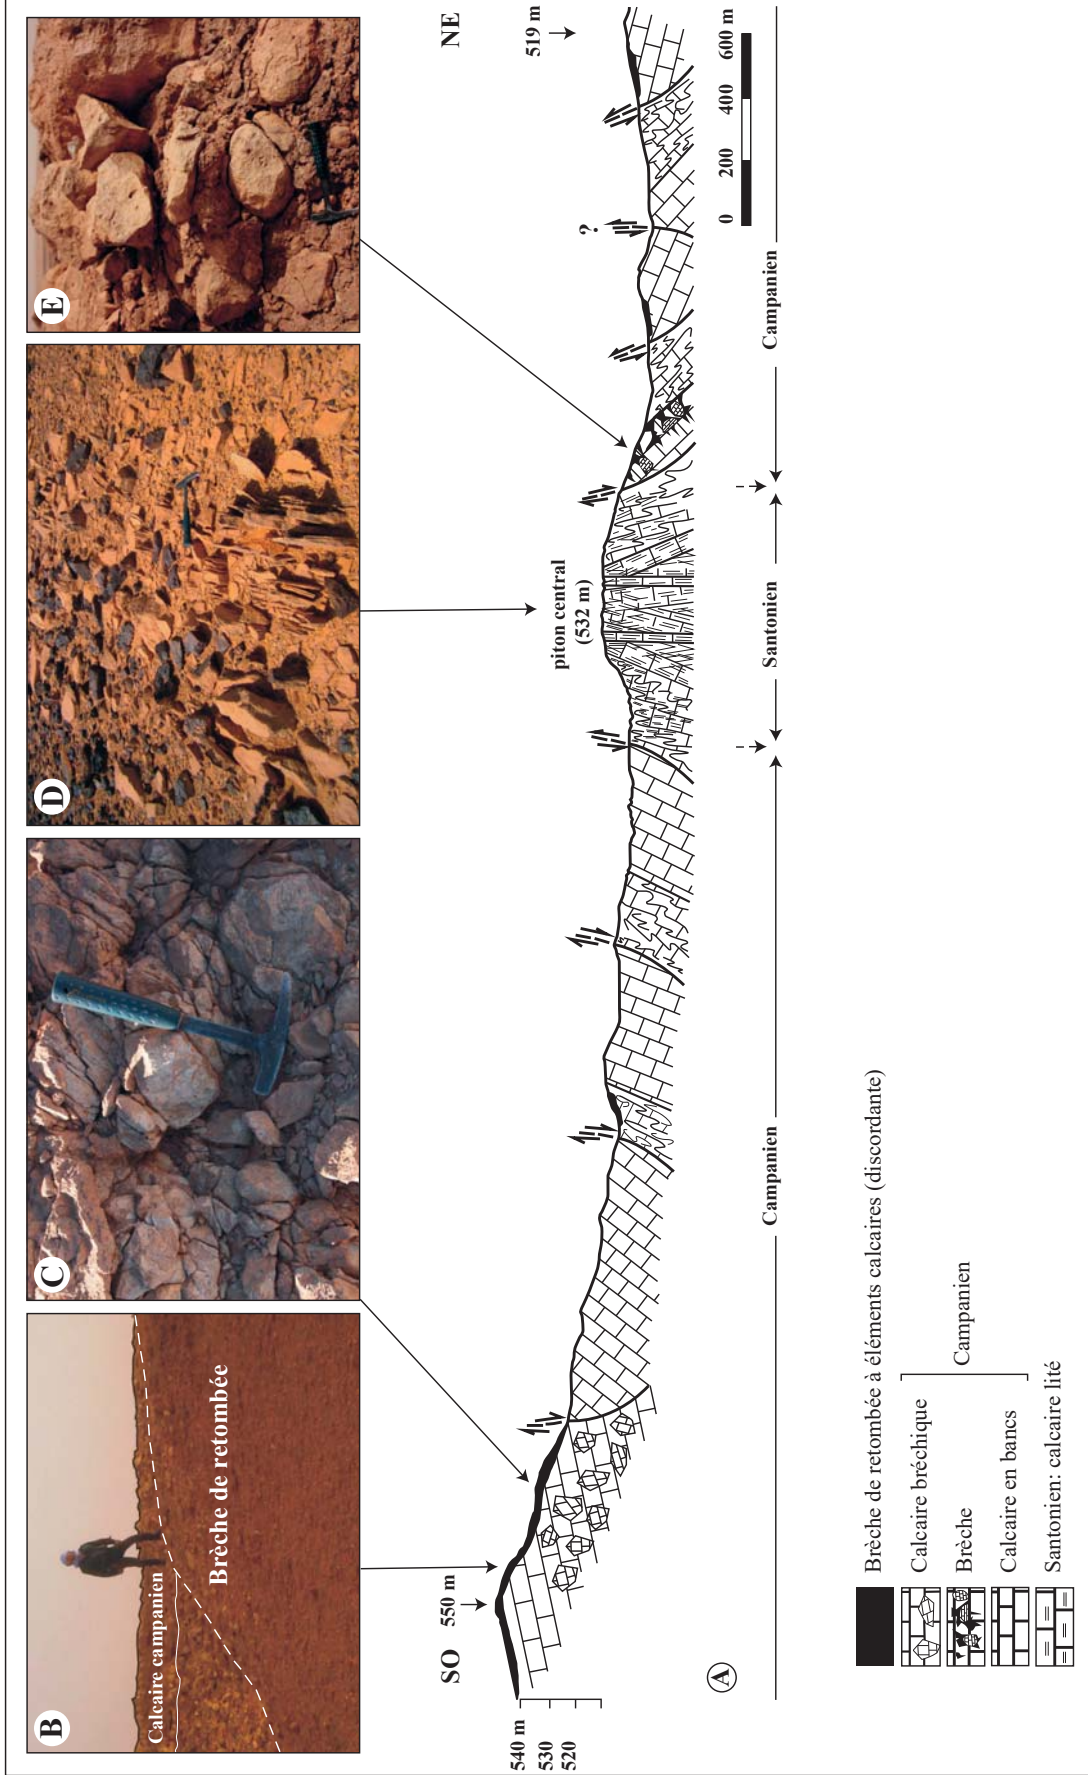 B
Calcaire campanien
Brèche de retombée
C
D
E
SO
550 m
piton central
(532 m)
?
519 m
NE
540 m
530
520
A
0 200 400 600 m
Campanien
Santonien
Campanien
Brèche de retombée à éléments calcaires (discordante)
Calcaire bréchique
Brèche
Campanien
Calcaire en bancs
Santonien: calcaire lité